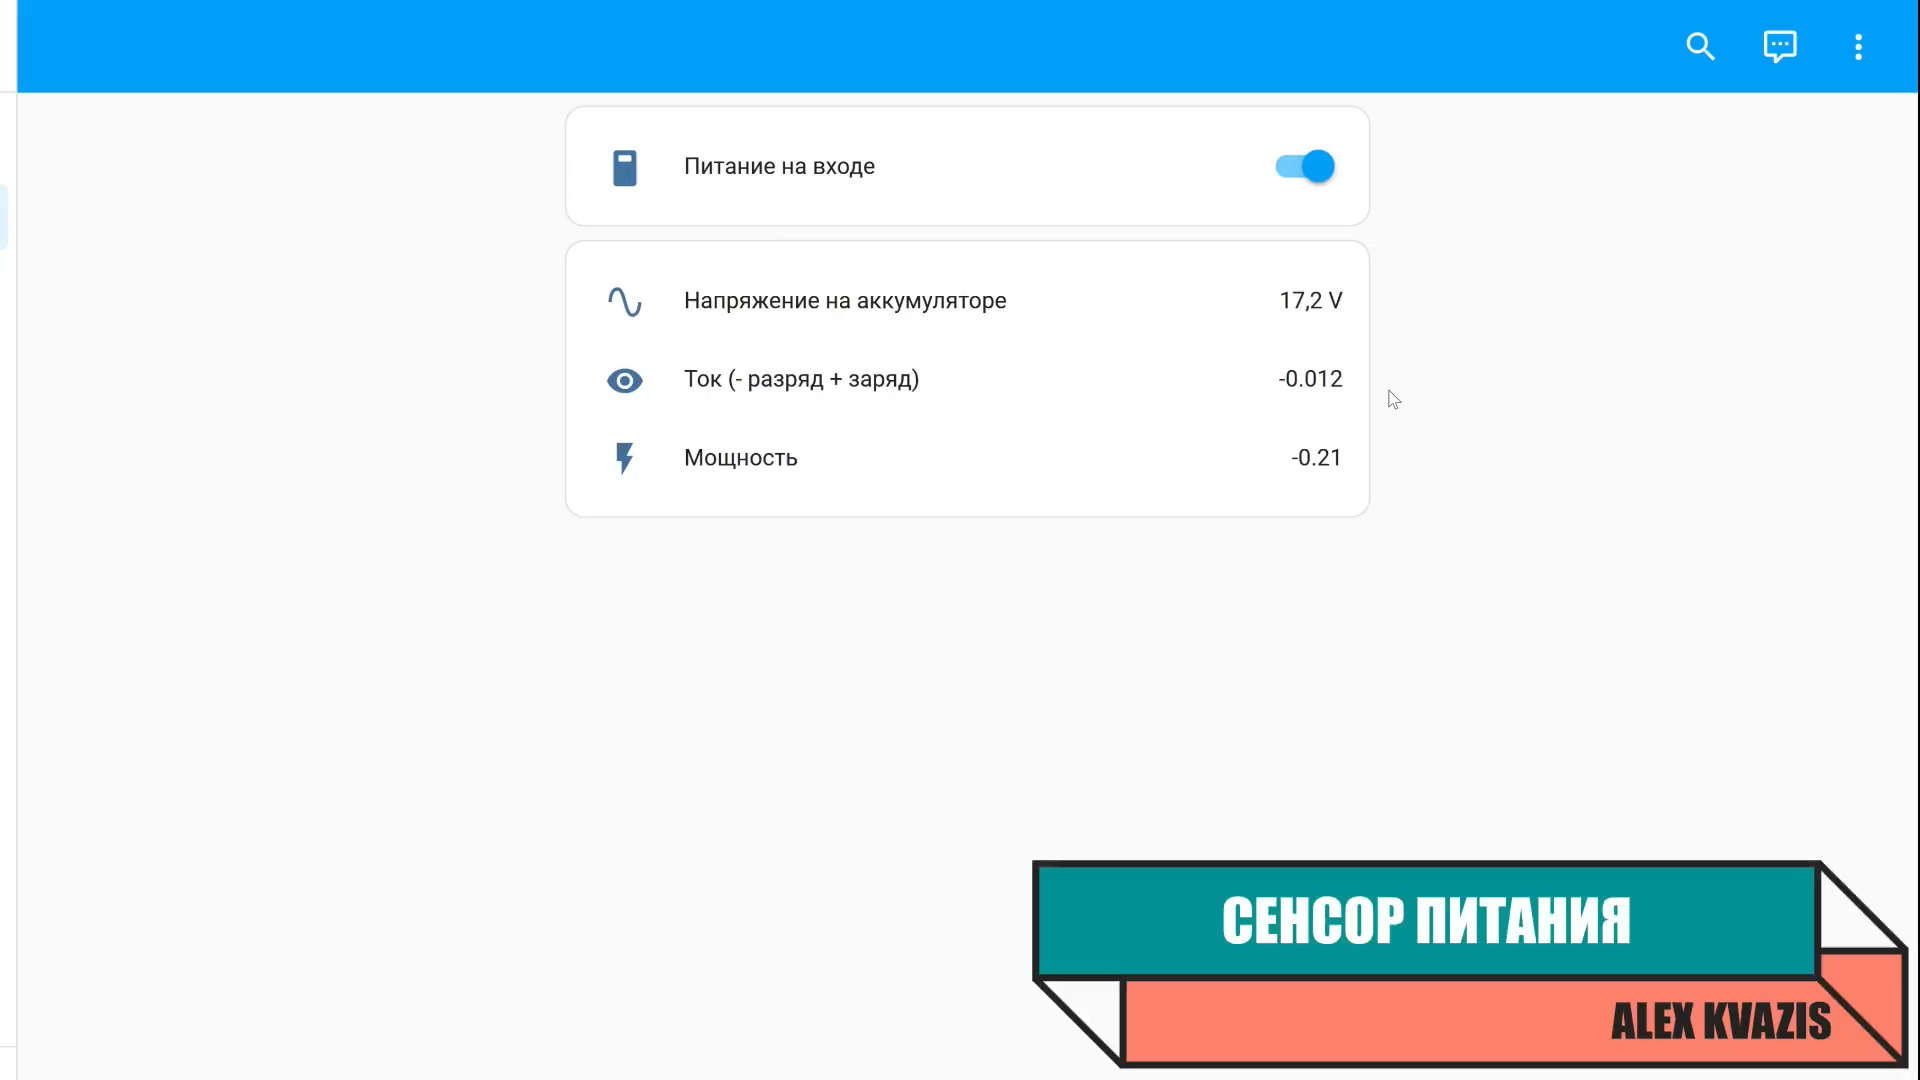 Питание на входе
Напряжение на аккумуляторе 17,2 V
Ток (- разряд + заряд) -0.012
Мощность -0.21
СЕНСОР ПИТАНИЯ
ALEX KVAZIS